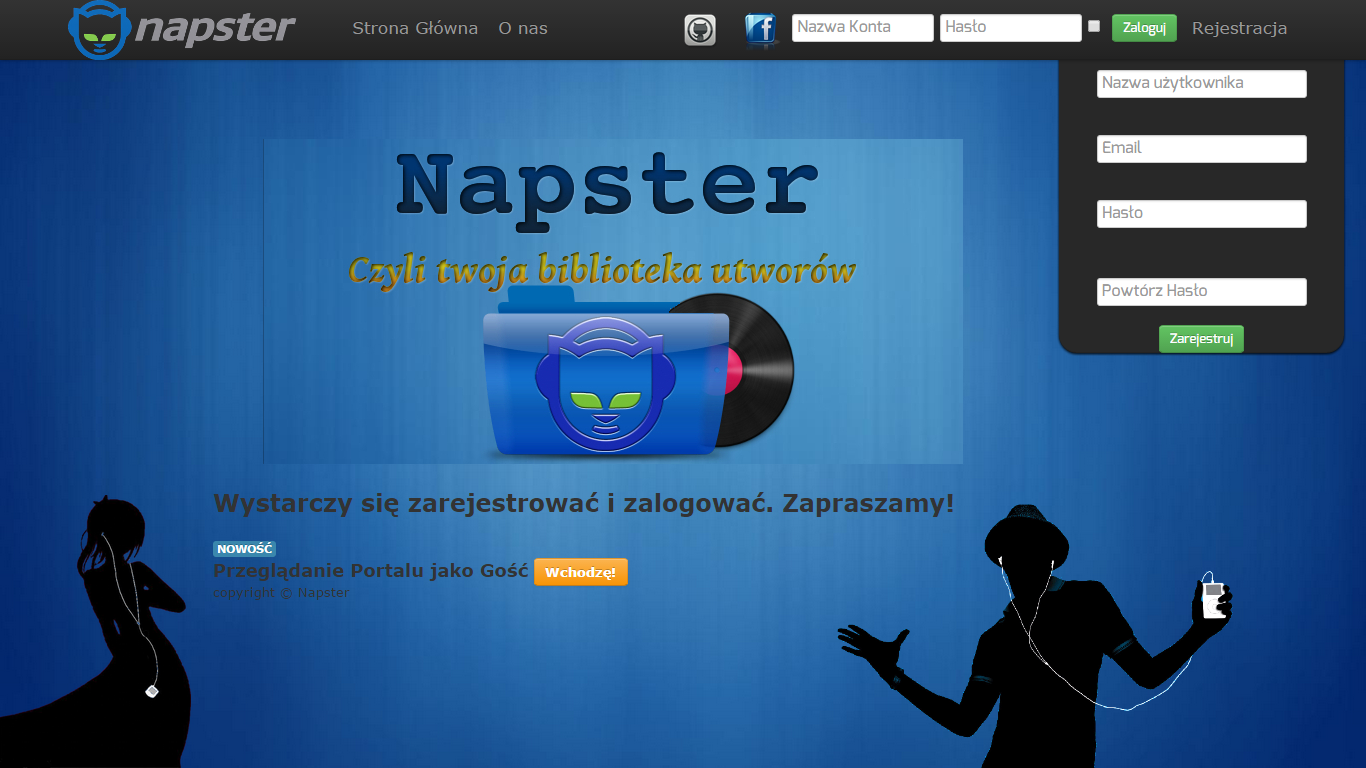 napster
Strona Główna O nas
Nazwa Konta Hasło Zaloguj Rejestracja
Nazwa użytkownika
Email
Hasło
Powtórz Hasło
Zarejestruj
Napster
Czyli twoja biblioteka utworów
Wystarczy się zarejestrować i zalogować. Zapraszamy!
NOWOŚĆ
Przeglądanie Portalu jako Gość Wchodzę!
copyright © Napster